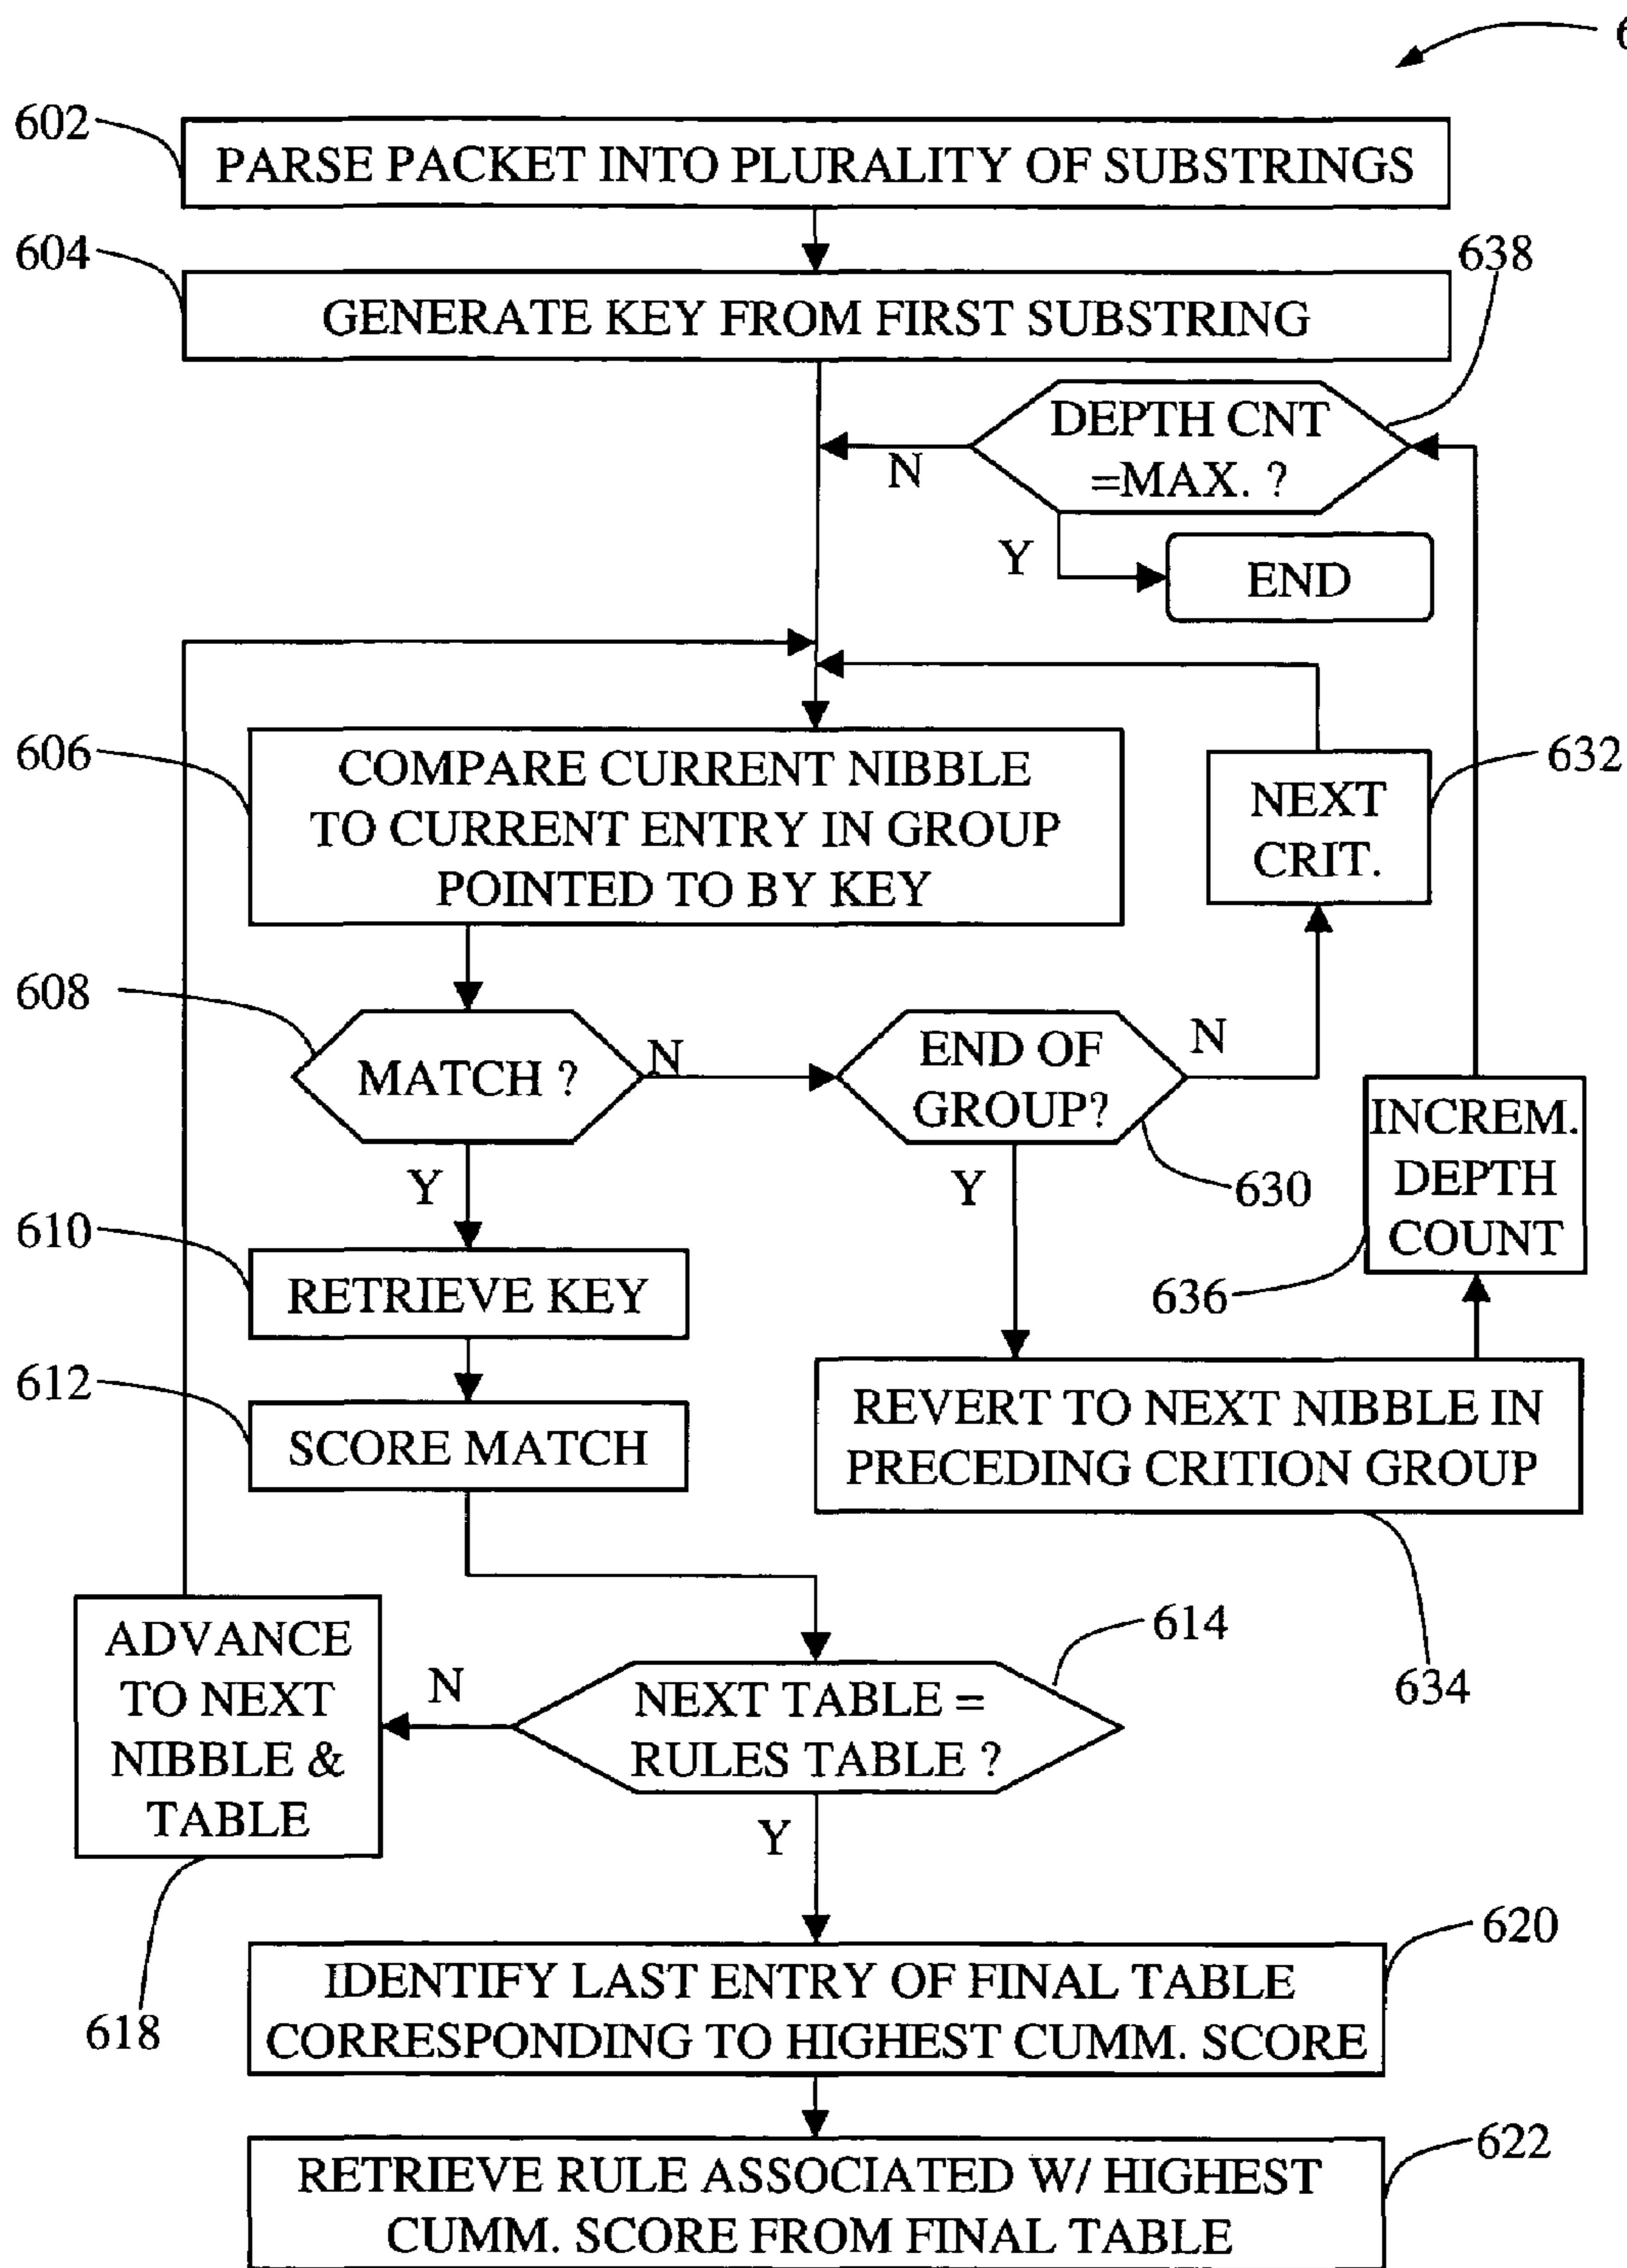 602
PARSE PACKET INTO PLURALITY OF SUBSTRINGS
604
GENERATE KEY FROM FIRST SUBSTRING
638
DEPTH CNT
=MAX. ?
N
Y
END
606
COMPARE CURRENT NIBBLE
TO CURRENT ENTRY IN GROUP
POINTED TO BY KEY
NEXT
CRIT.
632
608
MATCH ?
N
END OF
GROUP?
N
630
Y
Y
INCREM.
DEPTH
COUNT
636
610
RETRIEVE KEY
612
SCORE MATCH
REVERT TO NEXT NIBBLE IN
PRECEDING CRITION GROUP
634
ADVANCE
TO NEXT
NIBBLE &
TABLE
618
N
NEXT TABLE =
RULES TABLE ?
614
Y
620
IDENTIFY LAST ENTRY OF FINAL TABLE
CORRESPONDING TO HIGHEST CUMM. SCORE
622
RETRIEVE RULE ASSOCIATED W/ HIGHEST
CUMM. SCORE FROM FINAL TABLE